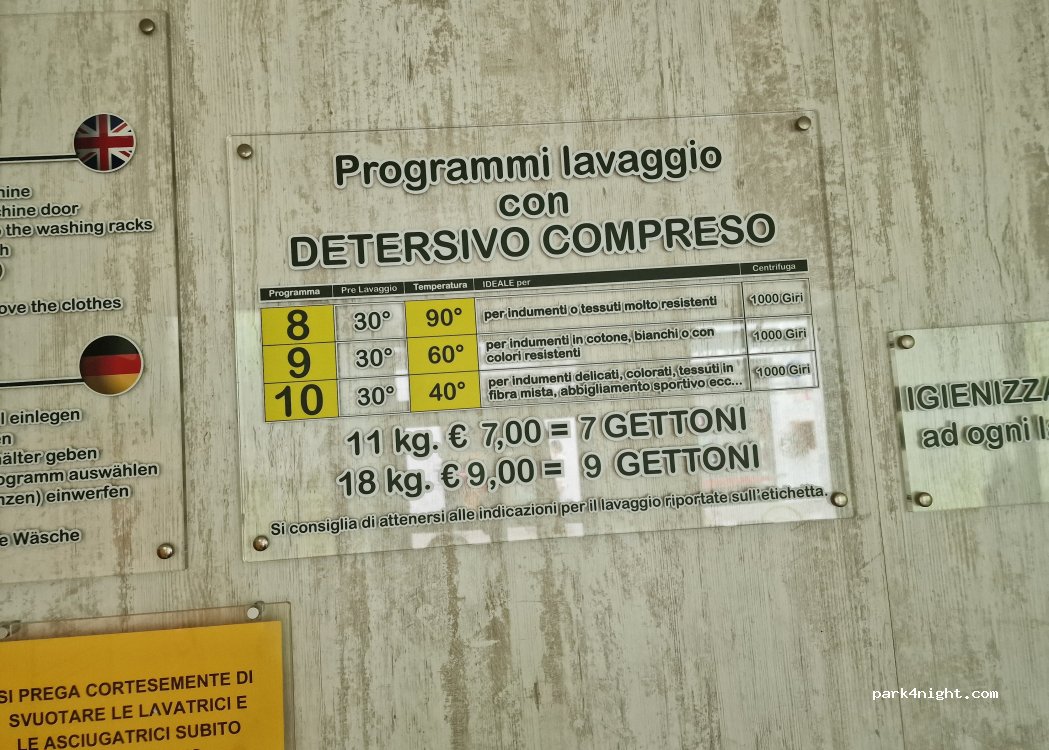 hine
chine door
the washing racks
h
)
ove the clothes
l einlegen
en
hälter geben
ogramm auswählen
nzen) einwerfen
e Wäsche
Programmi lavaggio
con
DETERSIVO COMPRESO
Programma Pre Lavaggio Temperatura IDEALE per Centrifuga
8 30° 90° per indumenti o tessuti molto resistenti 1000 Giri
9 30° 60° per indumenti in cotone, bianchi o con
colori resistenti 1000 Giri
10 30° 40° per indumenti delicati, colorati, tessuti in
fibra mista, abbigliamento sportivo ecc... 1000 Giri
11 kg. € 7,00 = 7 GETTONI
18 kg. € 9,00 = 9 GETTONI
Si consiglia di attenersi alle indicazioni per il lavaggio riportate sull'etichetta.
IGIENIZZA
ad ogni la
SI PREGA CORTESEMENTE DI
SVUOTARE LE LAVATRICI E
LE ASCIUGATRICI SUBITO
park4night.com